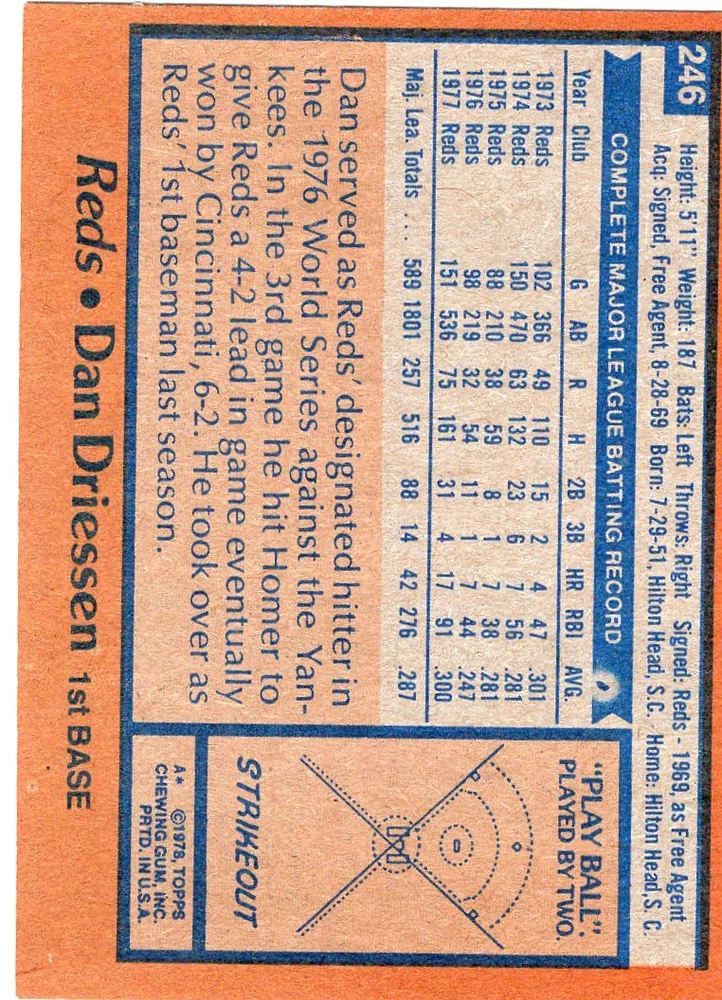 246
Height: 5'11" Weight: 187 Bats: Left Throws: Right Signed: Reds - 1969, as Free Agent
Acq: Signed, Free Agent, 8-28-69 Born: 7-29-51, Hilton Head, S.C. Home: Hilton Head, S. C.
COMPLETE MAJOR LEAGUE BATTING RECORD
Year Club G AB R H 2B 3B HR RBI AVG.
1973 Reds 102 366 49 110 15 2 4 47 .301
1974 Reds 150 470 63 132 23 6 7 56 .281
1975 Reds 88 210 38 59 8 1 7 38 .281
1976 Reds 98 219 32 54 11 1 7 44 .247
1977 Reds 151 536 75 161 31 4 17 91 .300
Maj. Lea. Totals ... 589 1801 257 516 88 14 42 276 .287
Dan served as Reds' designated hitter in
the 1976 World Series against the Yan-
kees. In the 3rd game he hit Homer to
give Reds a 4-2 lead in game eventually
won by Cincinnati, 6-2. He took over as
Reds' 1st baseman last season.
"PLAY BALL"
PLAYED BY TWO.
STRIKEOUT
A* ©1978, TOPPS
CHEWING GUM, INC.
PRTD. IN U.S.A.
Reds • Dan Driessen 1st BASE